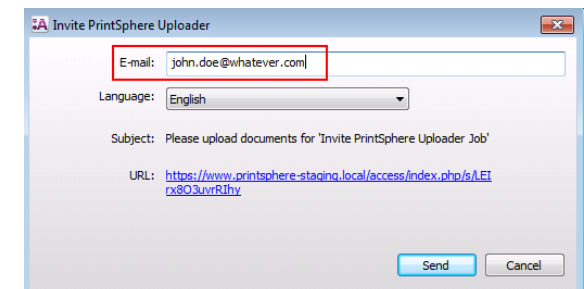 Invite PrintSphere Uploader
E-mail: john.doe@whatever.com
Language: English
Subject: Please upload documents for 'Invite PrintSphere Uploader Job'
URL: https://www.printsphere-staging.local/access/index.php/s/LEI
rx8O3uvrRIhy
Send Cancel